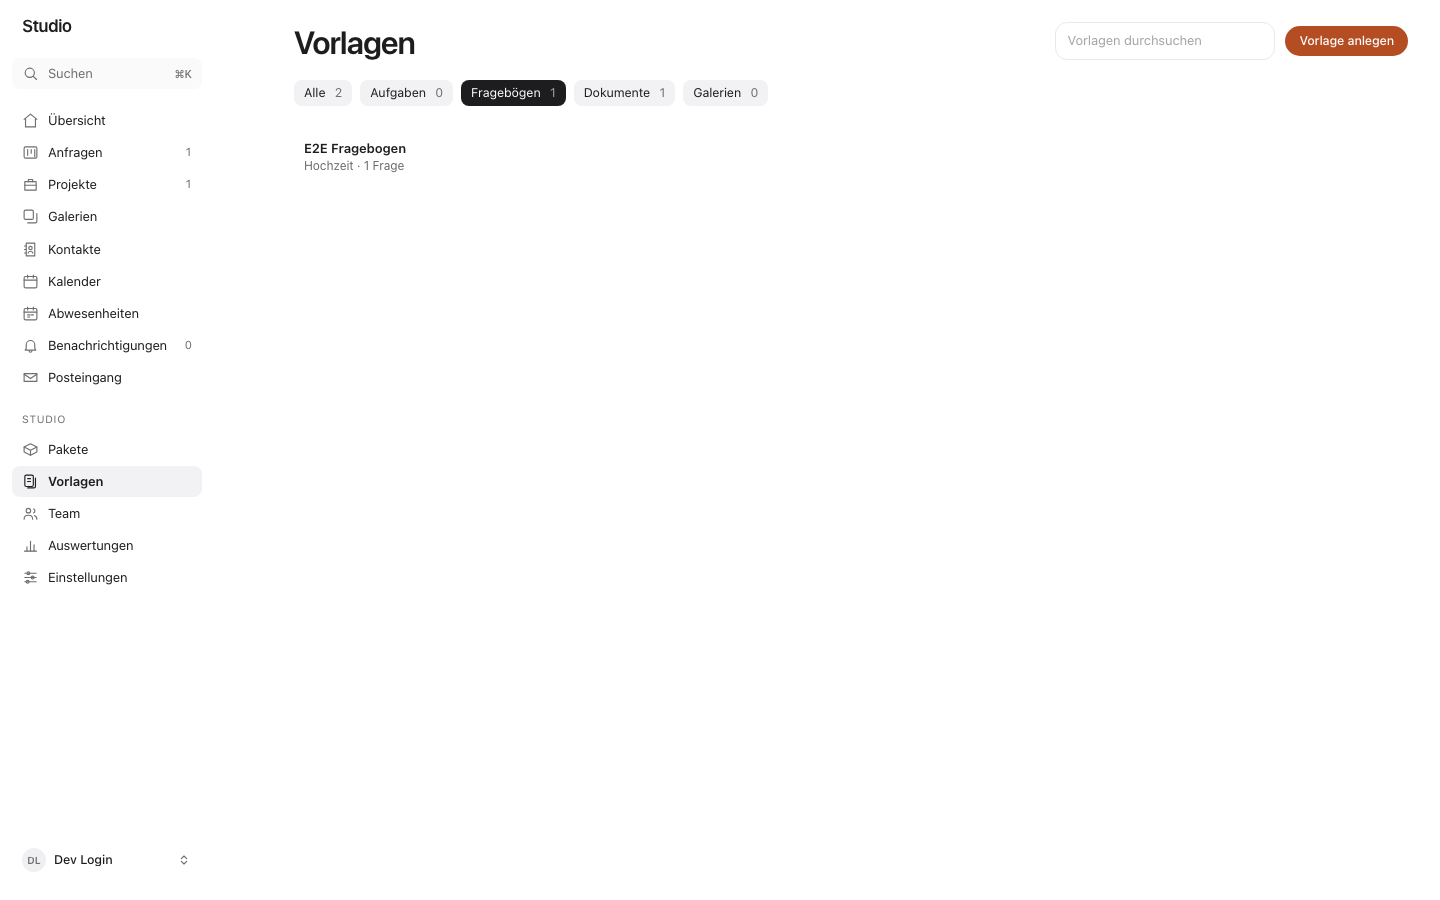 Studio
Suchen ⌘K
Übersicht
Anfragen 1
Projekte 1
Galerien
Kontakte
Kalender
Abwesenheiten
Benachrichtigungen 0
Posteingang
STUDIO
Pakete
Vorlagen
Team
Auswertungen
Einstellungen
DL Dev Login
Vorlagen
Vorlagen durchsuchen
Vorlage anlegen
Alle 2 Aufgaben 0 Fragebögen 1 Dokumente 1 Galerien 0
E2E Fragebogen
Hochzeit · 1 Frage